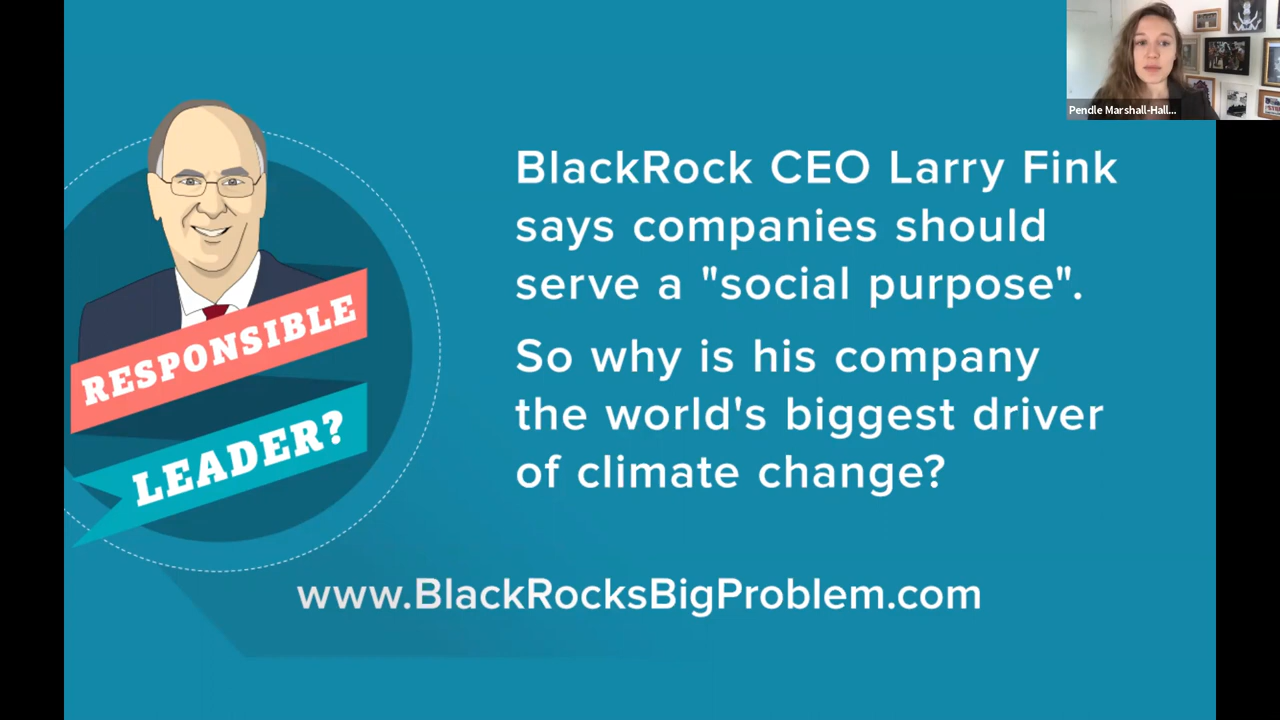 Pendle Marshall-Hall...
BlackRock CEO Larry Fink
says companies should
serve a "social purpose".
So why is his company
the world's biggest driver
of climate change?
RESPONSIBLE
LEADER?
www.BlackRocksBigProblem.com